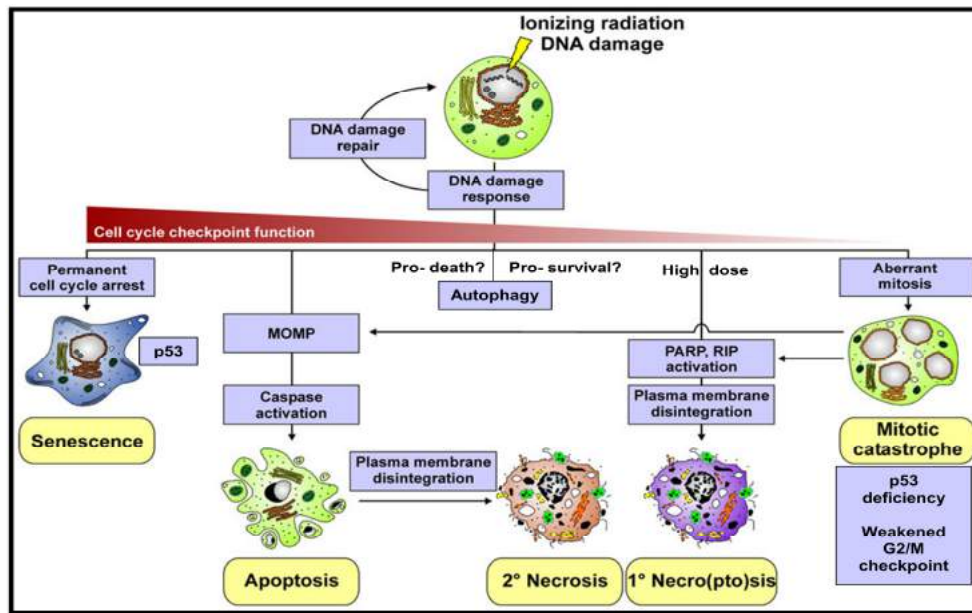 Ionizing radiation
DNA damage
DNA damage
repair
DNA damage
response
Cell cycle checkpoint function
Permanent
cell cycle arrest
Pro- death?
Pro- survival?
High dose
Aberrant
mitosis
Autophagy
MOMP
p53
PARP, RIP
activation
Caspase
activation
Plasma membrane
disintegration
Senescence
Mitotic
catastrophe
Plasma membrane
disintegration
p53
deficiency
Weakened
G2/M
checkpoint
Apoptosis
2° Necrosis
1° Necro(pto)sis